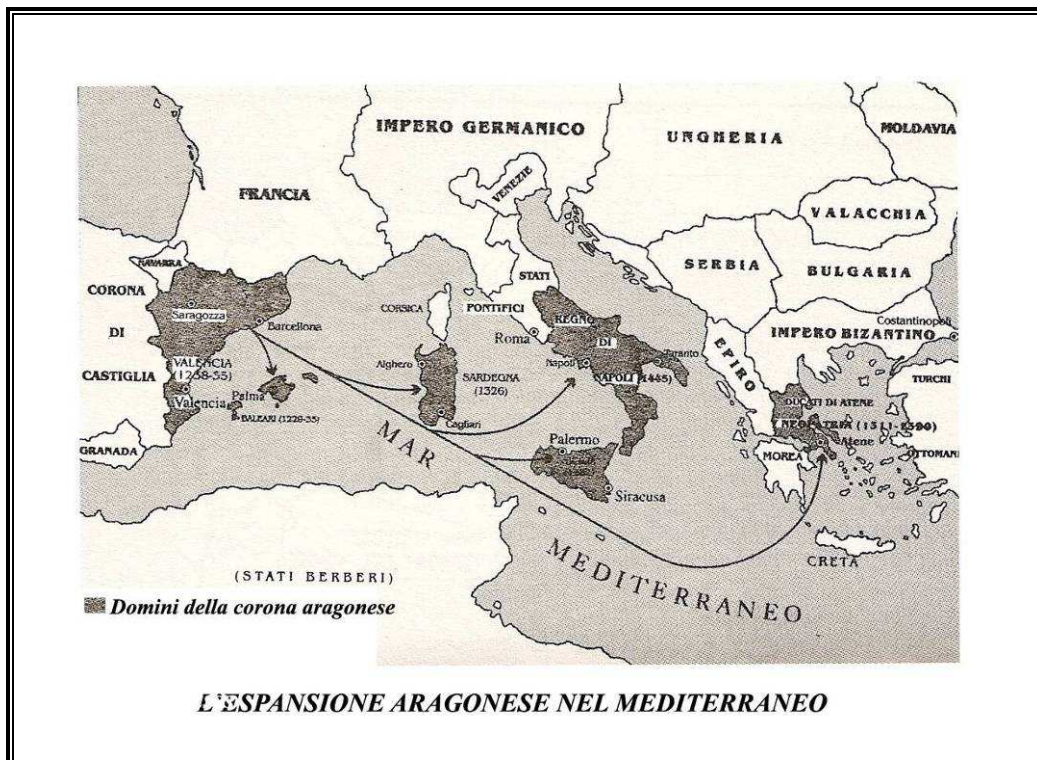 IMPERO GERMANICO
UNGHERIA
MOLDAVIA
FRANCIA
VENEZIE
VALACCHIA
SERBIA
BULGARIA
NAVARRA
CORONA
DI
CASTIGLIA
Saragozza
Barcellona
CORSICA
STATI
PONTIFICI
Roma
REGNO
DI
NAPOLI
Napoli
Taranto
Costantinopoli
IMPERO BIZANTINO
EPIRO
TURCHI
OTTOMANI
VALENCIA
Valencia
Palma
BALEARI
Alghero
SARDEGNA
(1326)
Cagliari
DUCATI DI ATENE
NEOPATRIA
Atene
GRANADA
Palermo
Siracusa
MOREA
MAR
MEDITERRANEO
CRETA
(STATI BERBERI)
Domini della corona aragonese
L'ESPANSIONE ARAGONESE NEL MEDITERRANEO